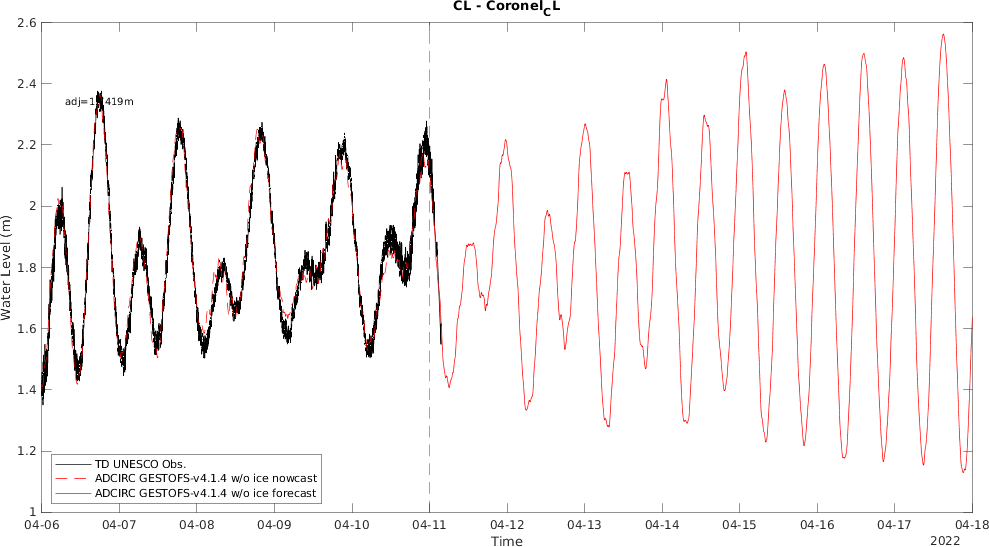 CL - Coronel_CL
2.6
2.4
2.2
2
1.8
1.6
1.4
1.2
1
Water Level (m)
TD UNESCO Obs.
ADCIRC GESTOFS-v4.1.4 w/o ice nowcast
ADCIRC GESTOFS-v4.1.4 w/o ice forecast
04-06 04-07 04-08 04-09 04-10 04-11 04-12 04-13 04-14 04-15 04-16 04-17 04-18
Time
2022